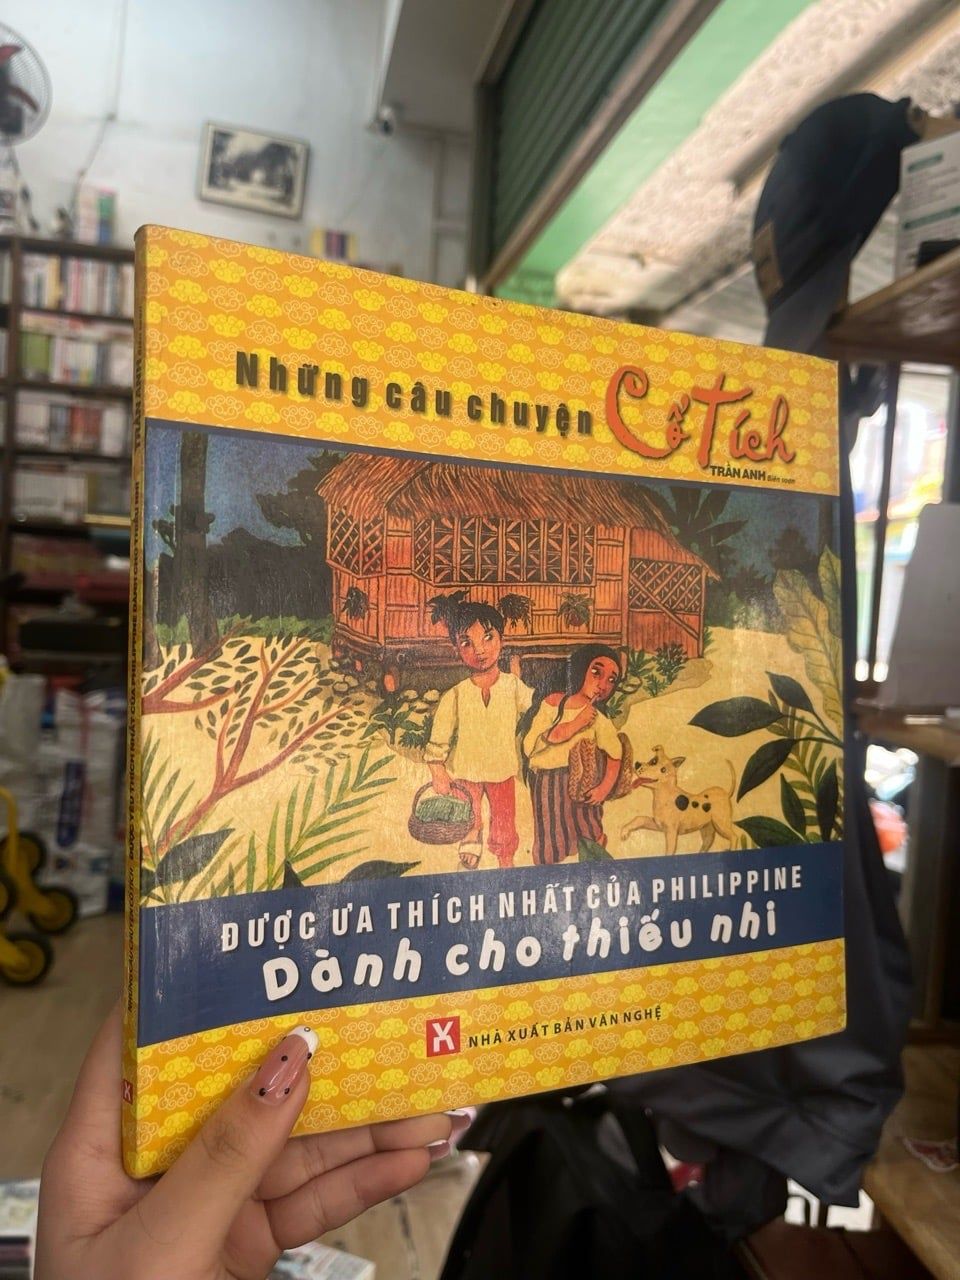 Những câu chuyện Cổ Tích
TRẦN ANH Biên soạn
ĐƯỢC ƯA THÍCH NHẤT CỦA PHILIPPINE
Dành cho thiếu nhi
NHÀ XUẤT BẢN VĂN NGHỆ